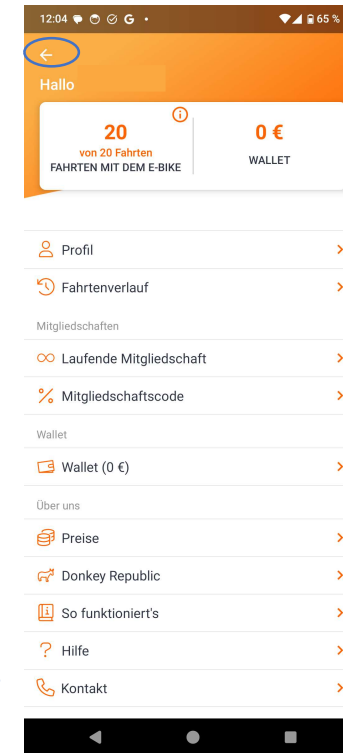 12:04 G 65 %
Hallo
20
von 20 Fahrten
FAHRTEN MIT DEM E-BIKE
0 €
WALLET
Profil
Fahrtenverlauf
Mitgliedschaften
Laufende Mitgliedschaft
Mitgliedschaftscode
Wallet
Wallet (0 €)
Über uns
Preise
Donkey Republic
So funktioniert's
Hilfe
Kontakt